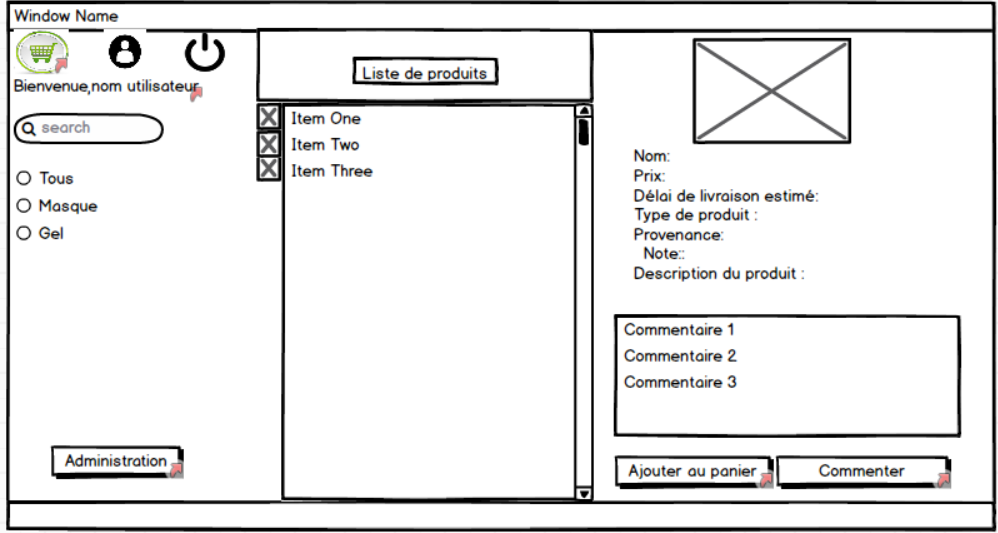 Window Name
Bienvenue,nom utilisateur
search
Tous
Masque
Gel
Administration
Liste de produits
Item One
Item Two
Item Three
Nom:
Prix:
Délai de livraison estimé:
Type de produit :
Provenance:
Note::
Description du produit :
Commentaire 1
Commentaire 2
Commentaire 3
Ajouter au panier
Commenter